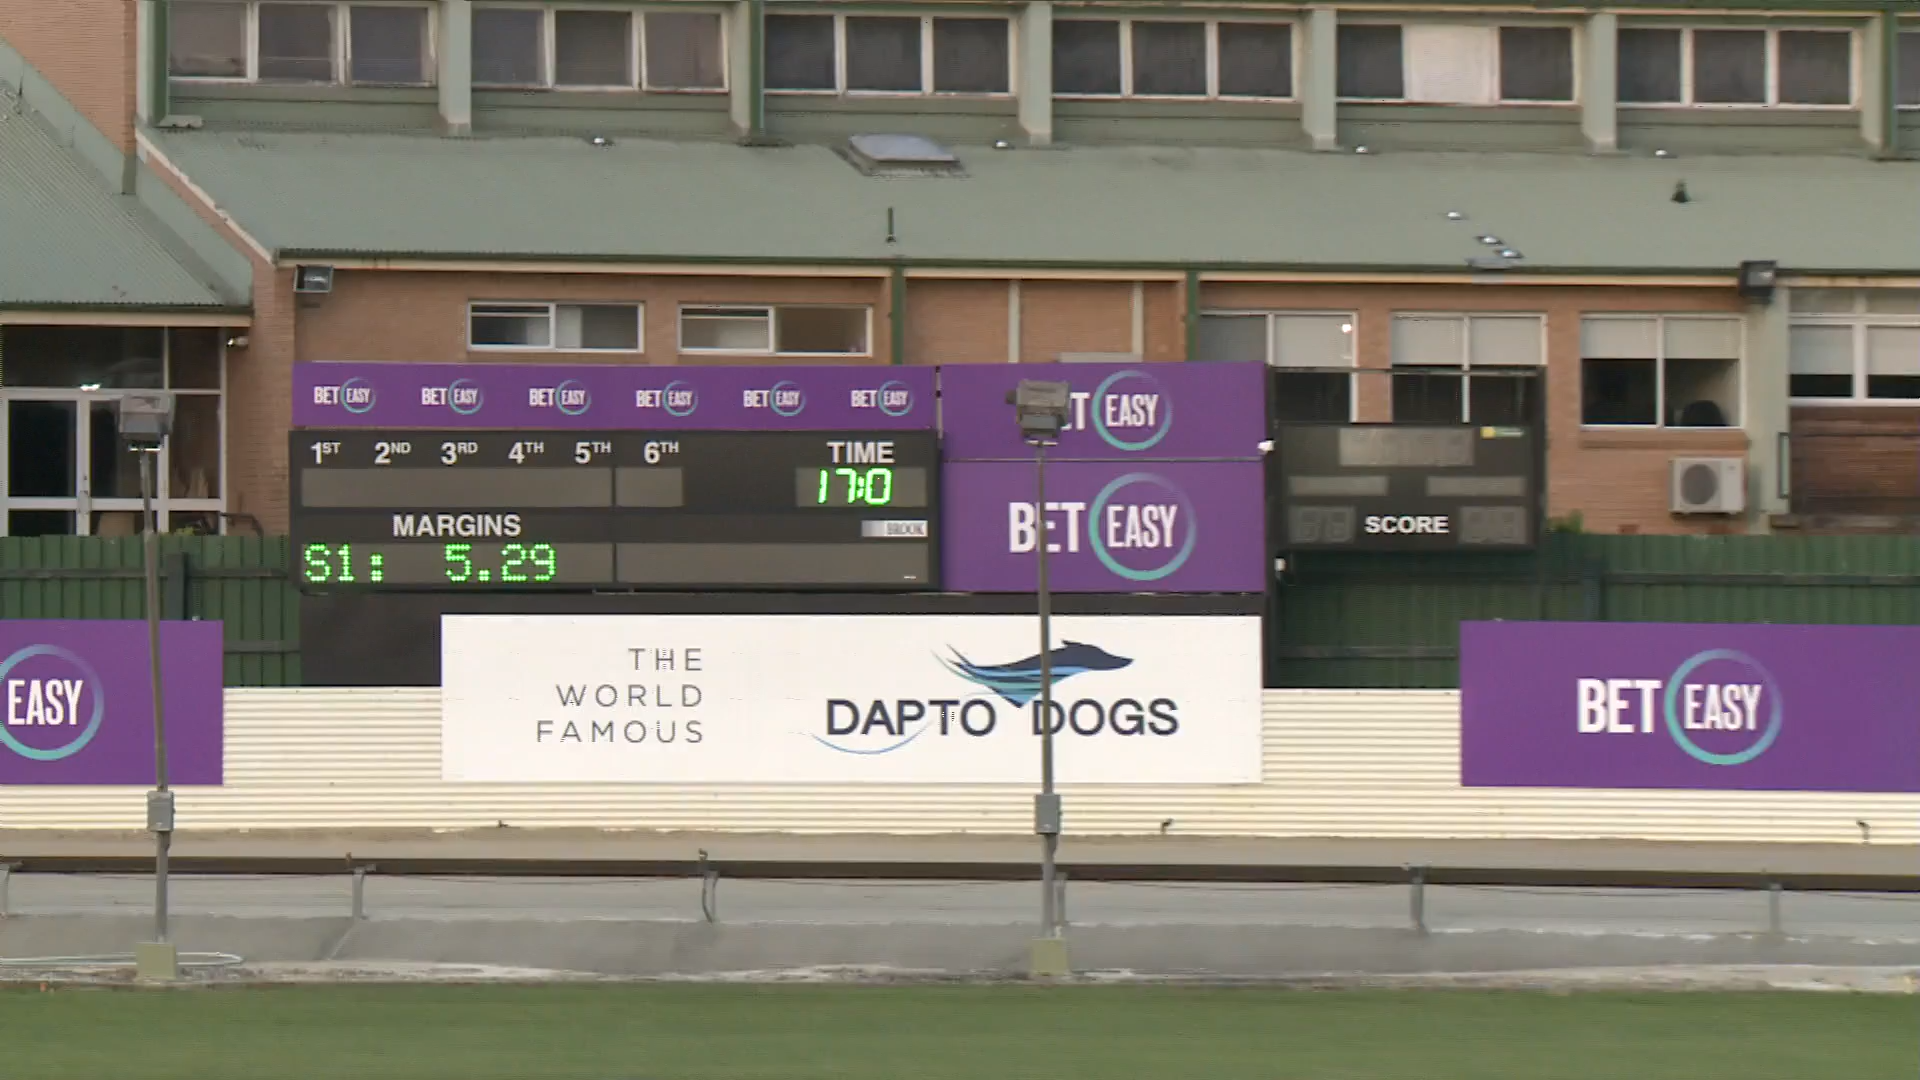 BET EASY BET EASY BET EASY BET EASY BET EASY BET EASY
EASY
1ST 2ND 3RD 4TH 5TH 6TH TIME
17:0
MARGINS
BROOK
S1: 5.29
BET EASY
SCORE
THE
WORLD
FAMOUS
DAPTO DOGS
EASY
BET EASY